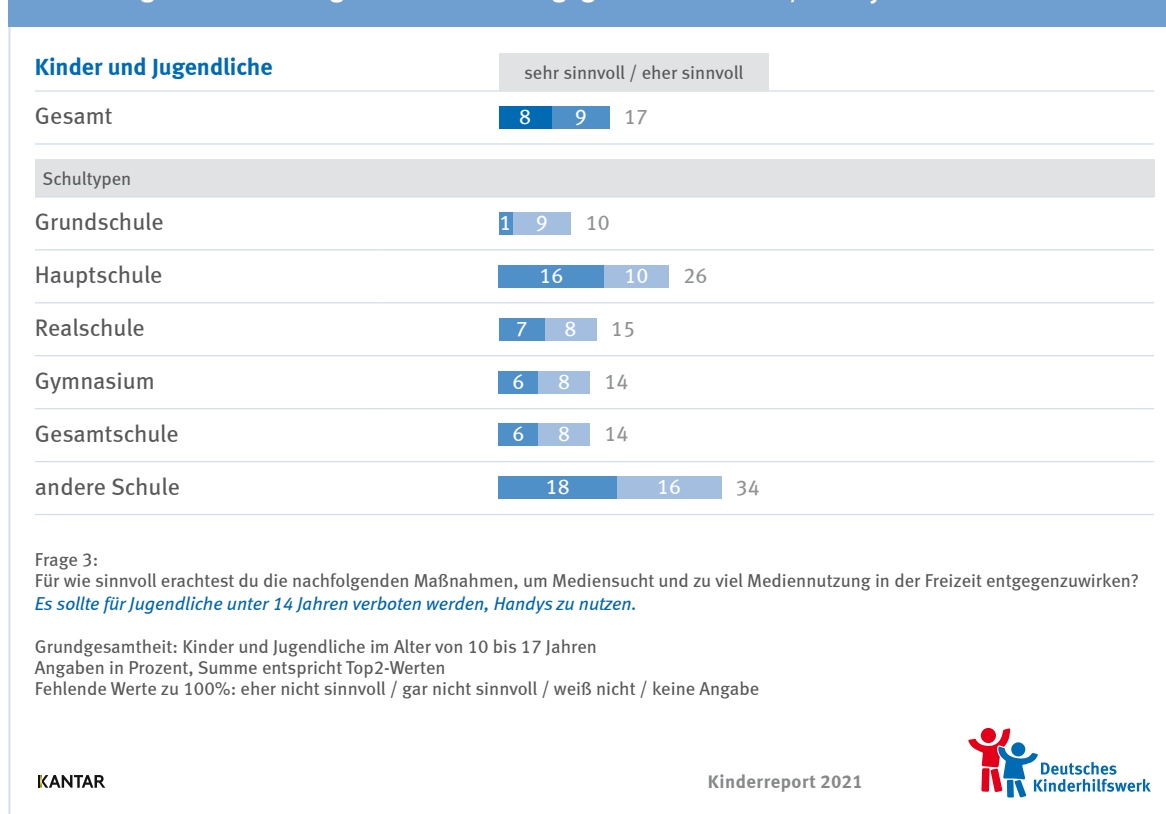 Kinder und Jugendliche
sehr sinnvoll / eher sinnvoll
Gesamt 8 9 17
Schultypen
Grundschule 1 9 10
Hauptschule 16 10 26
Realschule 7 8 15
Gymnasium 6 8 14
Gesamtschule 6 8 14
andere Schule 18 16 34
Frage 3:
Für wie sinnvoll erachtest du die nachfolgenden Maßnahmen, um Mediensucht und zu viel Mediennutzung in der Freizeit entgegenzuwirken?
Es sollte für Jugendliche unter 14 Jahren verboten werden, Handys zu nutzen.
Grundgesamtheit: Kinder und Jugendliche im Alter von 10 bis 17 Jahren
Angaben in Prozent, Summe entspricht Top2-Werten
Fehlende Werte zu 100%: eher nicht sinnvoll / gar nicht sinnvoll / weiß nicht / keine Angabe
KANTAR
Kinderreport 2021
Deutsches
Kinderhilfswerk